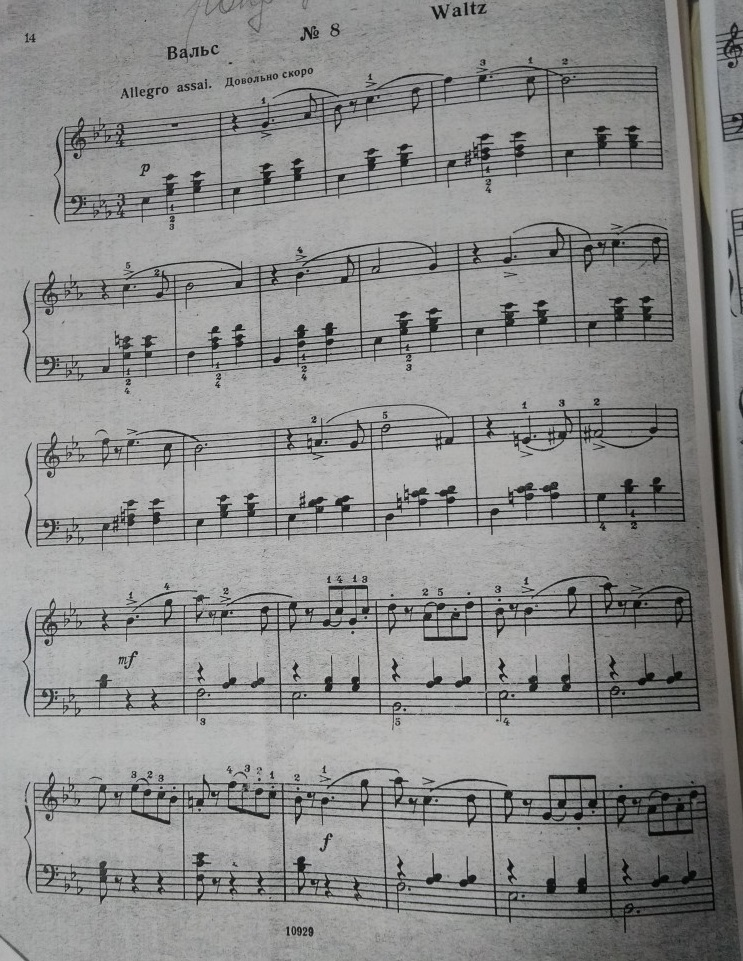 14
Вальс № 8 Waltz
Allegro assai. Довольно скоро
p
mf
f
10929